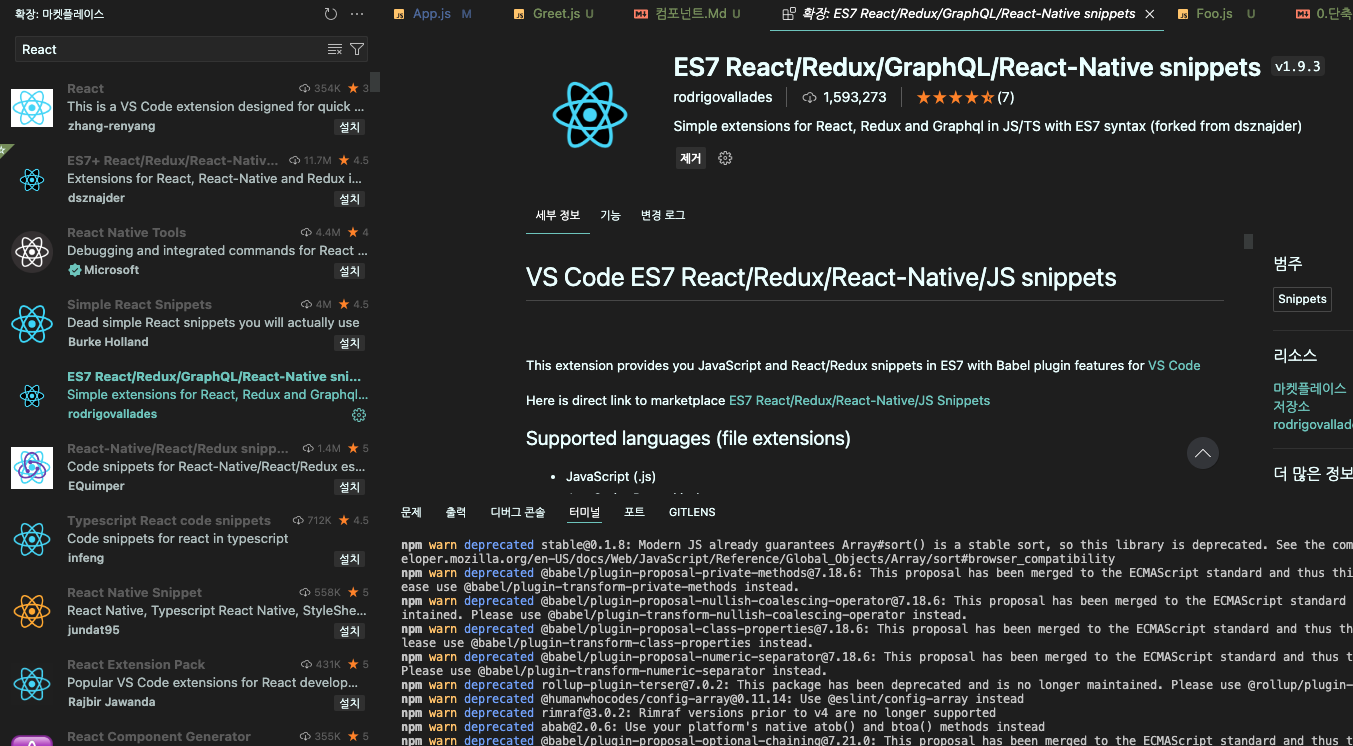 확장: 마켓플레이스
React
React 354K 3
This is a VS Code extension designed for quick ...
zhang-renyang 설치
ES7+ React/Redux/React-Nativ... 11.7M 4.5
Extensions for React, React-Native and Redux i...
dsznajder 설치
React Native Tools 4.4M 4
Debugging and integrated commands for React ...
Microsoft 설치
Simple React Snippets 4M 4.5
Dead simple React snippets you will actually use
Burke Holland 설치
ES7 React/Redux/GraphQL/React-Native sni...
Simple extensions for React, Redux and Graphql...
rodrigovallades
React-Native/React/Redux snipp... 1.4M 5
Code snippets for React-Native/React/Redux es...
EQuimper 설치
Typescript React code snippets 712K 4.5
Code snippets for react in typescript
infeng 설치
React Native Snippet 558K 5
React Native, Typescript React Native, StyleShe...
jundat95 설치
React Extension Pack 431K 5
Popular VS Code extensions for React develop...
Rajbir Jawanda 설치
React Component Generator 355K 5
App.js M Greet.js U 컴포넌트.Md U 확장: ES7 React/Redux/GraphQL/React-Native snippets Foo.js U 0.단축
ES7 React/Redux/GraphQL/React-Native snippets v1.9.3
rodrigovallades 1,593,273 (7)
Simple extensions for React, Redux and Graphql in JS/TS with ES7 syntax (forked from dsznajder)
제거
세부 정보 기능 변경 로그
VS Code ES7 React/Redux/React-Native/JS snippets
This extension provides you JavaScript and React/Redux snippets in ES7 with Babel plugin features for VS Code
Here is direct link to marketplace ES7 React/Redux/React-Native/JS Snippets
Supported languages (file extensions)
• JavaScript (.js)
범주
Snippets
리소스
마켓플레이스
저장소
rodrigovallade
더 많은 정보
문제 출력 디버그 콘솔 터미널 포트 GITLENS
npm warn deprecated stable@0.1.8: Modern JS already guarantees Array#sort() is a stable sort, so this library is deprecated. See the com
eloper.mozilla.org/en-US/docs/Web/JavaScript/Reference/Global_Objects/Array/sort#browser_compatibility
npm warn deprecated @babel/plugin-proposal-private-methods@7.18.6: This proposal has been merged to the ECMAScript standard and thus thi
ease use @babel/plugin-transform-private-methods instead.
npm warn deprecated @babel/plugin-proposal-nullish-coalescing-operator@7.18.6: This proposal has been merged to the ECMAScript standard
intained. Please use @babel/plugin-transform-nullish-coalescing-operator instead.
npm warn deprecated @babel/plugin-proposal-class-properties@7.18.6: This proposal has been merged to the ECMAScript standard and thus th
lease use @babel/plugin-transform-class-properties instead.
npm warn deprecated @babel/plugin-proposal-numeric-separator@7.18.6: This proposal has been merged to the ECMAScript standard and thus t
Please use @babel/plugin-transform-numeric-separator instead.
npm warn deprecated rollup-plugin-terser@7.0.2: This package has been deprecated and is no longer maintained. Please use @rollup/plugin-
npm warn deprecated @humanwhocodes/config-array@0.11.14: Use @eslint/config-array instead
npm warn deprecated rimraf@3.0.2: Rimraf versions prior to v4 are no longer supported
npm warn deprecated abab@2.0.6: Use your platform's native atob() and btoa() methods instead
npm warn deprecated @babel/plugin-proposal-optional-chaining@7.21.0: This proposal has been merged to the ECMAScript standard and thus t